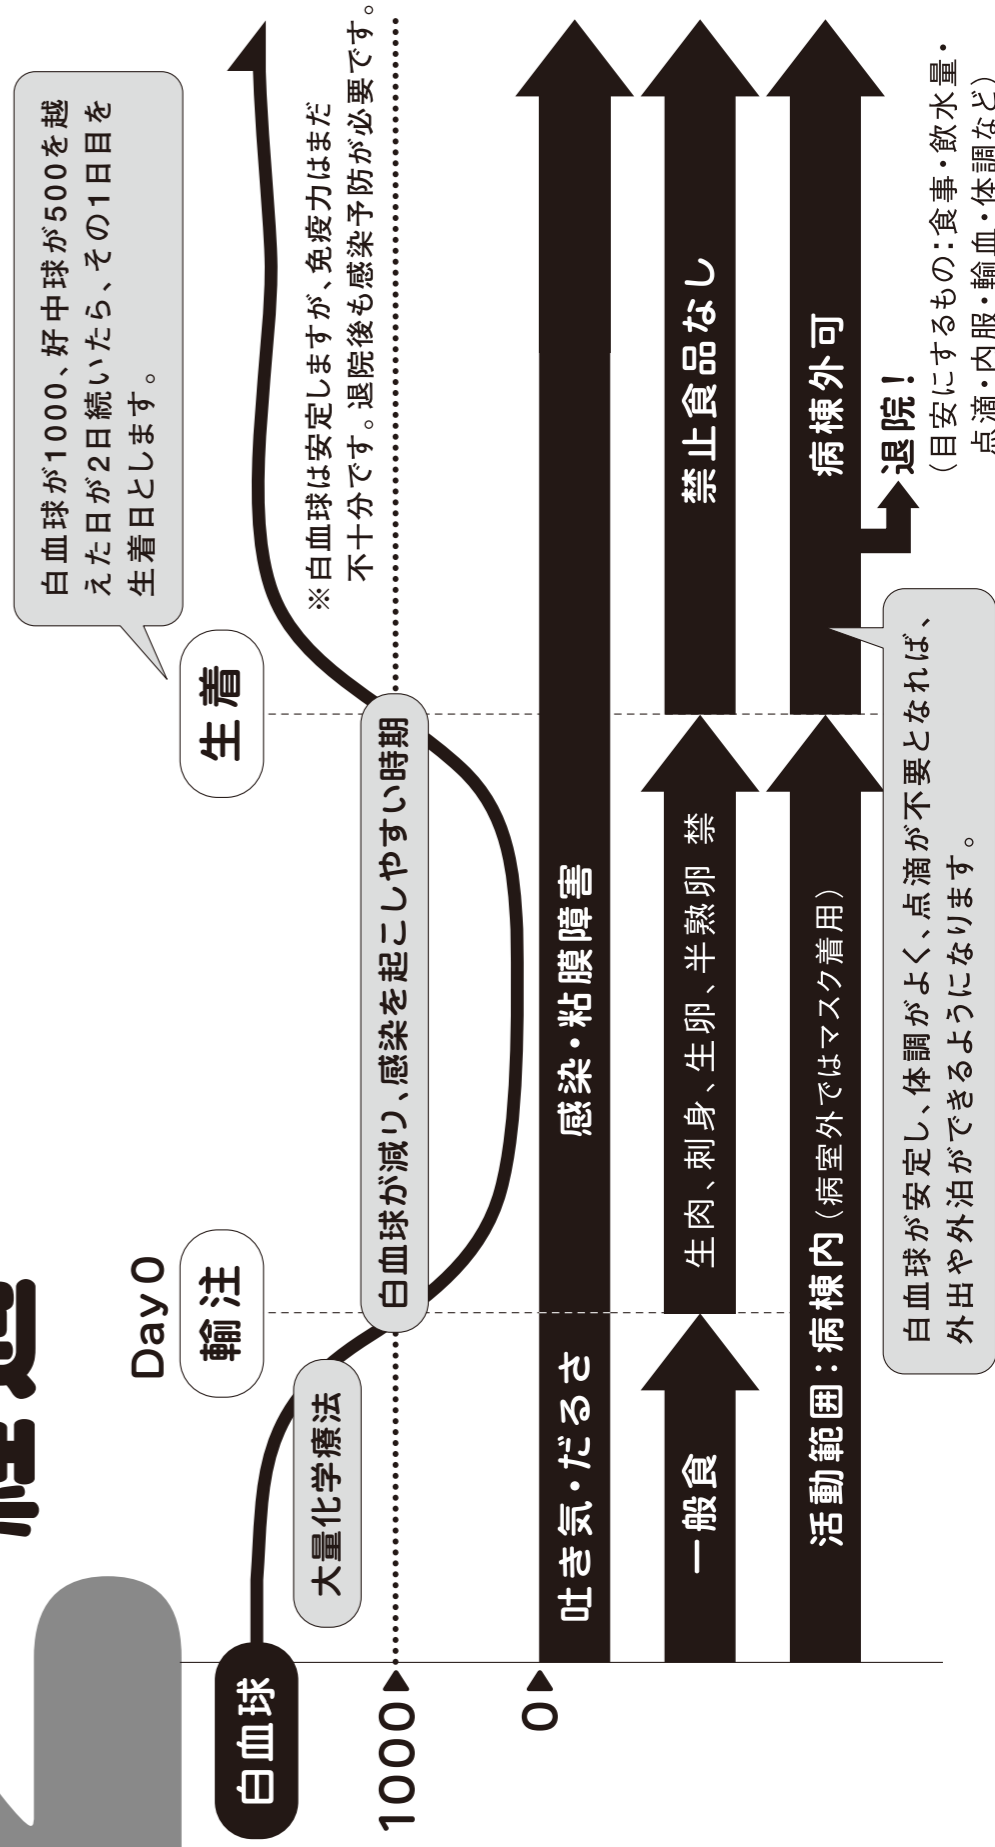 経過
白血球が1000、好中球が500を越
えた日が2日続いたら、その1日目を
生着日とします。
Day0
輸注
生着
白血球
大量化学療法
※白血球は安定しますが、免疫力はまだ
不十分です。退院後も感染予防が必要です。
白血球が減り、感染を起こしやすい時期
1000
0
吐き気・だるさ
感染・粘膜障害
一般食
生肉、刺身、生卵、半熟卵 禁
禁止食品なし
活動範囲：病棟内（病室外ではマスク着用）
病棟外可
退院！
（目安にするもの：食事・飲水量・
点滴・内服・輸血・体調など）
白血球が安定し、体調がよく、点滴が不要となれば、
外出や外泊ができるようになります。